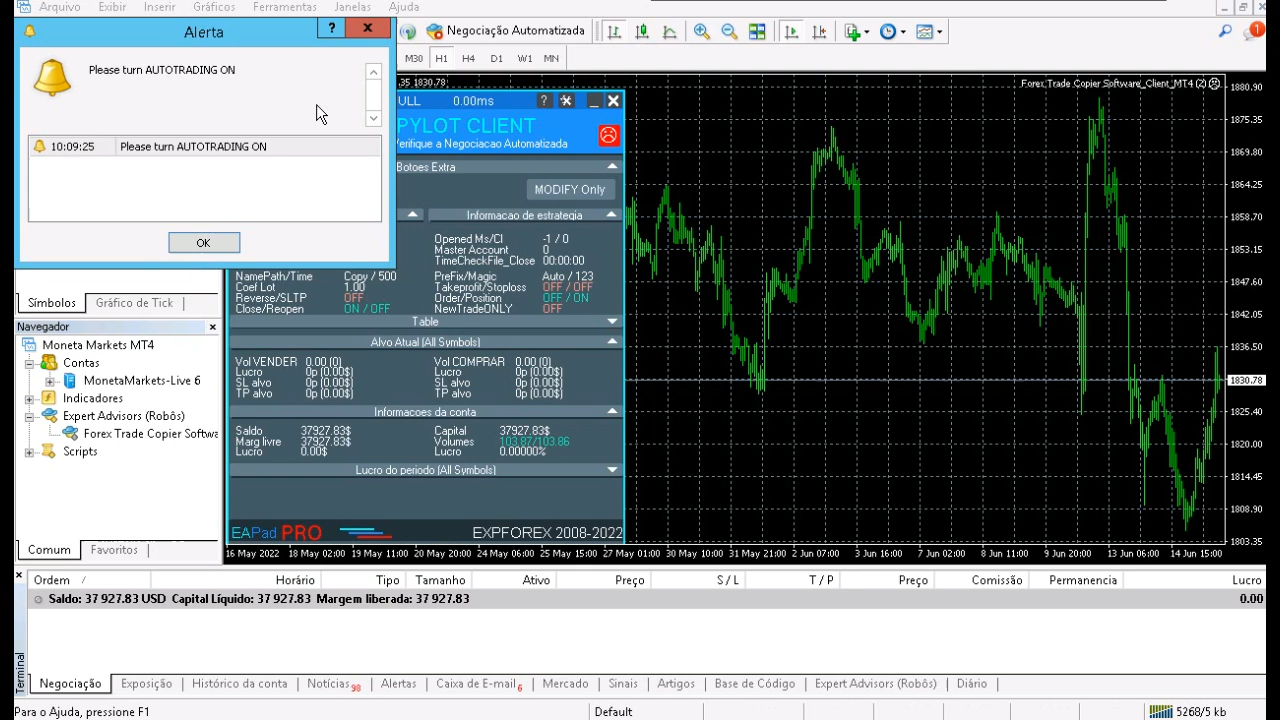 Arquivo Exibir Inserir Gráficos Ferramentas Janelas Ajuda
Alerta
?
Please turn AUTOTRADING ON
10:09:25 Please turn AUTOTRADING ON
OK
Negociação Automatizada
1
M30 H1 H4 D1 W1 MN
.35 1830.78
Forex Trade Copier Software_Client_MT4 (2)
ULL 0.00ms ?
PYLOT CLIENT
Verifique a Negociacao Automatizada
Botoes Extra
MODIFY Only
Informacao de estrategia
Opened Ms/Cl -1 / 0
Master Account 0
TimeCheckFile_Close 00:00:00
NamePath/Time Copy / 500 PreFix/Magic Auto / 123
Coef Lot 1.00 Takeprofit/Stoploss OFF / OFF
Reverse/SLTP OFF Order/Position OFF / ON
Close/Reopen ON / OFF NewTradeONLY OFF
Table
Alvo Atual (All Symbols)
Vol VENDER 0.00 (0) Vol COMPRAR 0.00 (0)
Lucro 0p (0.00$) Lucro 0p (0.00$)
SL alvo 0p (0.00$) SL alvo 0p (0.00$)
TP alvo 0p (0.00$) TP alvo 0p (0.00$)
Informacoes da conta
Saldo 37927.83$ Capital 37927.83$
Marg livre 37927.83$ Volumes 103.87/103.86
Lucro 0.00$ Lucro 0.00000%
Lucro do periodo (All Symbols)
EAPad PRO EXPFOREX 2008-2022
Símbolos Gráfico de Tick
Navegador
Moneta Markets MT4
Contas
MonetaMarkets-Live 6
Indicadores
Expert Advisors (Robôs)
Forex Trade Copier Softwa
Scripts
Comum Favoritos
1880.90
1875.35
1869.80
1864.25
1858.70
1853.15
1847.60
1842.05
1836.50
1830.78
1825.40
1820.00
1814.45
1808.90
1803.35
16 May 2022 18 May 02:00 19 May 11:00 20 May 20:00 24 May 06:00 25 May 15:00 27 May 01:00 30 May 10:00 31 May 21:00 2 Jun 07:00 3 Jun 16:00 7 Jun 02:00 8 Jun 11:00 9 Jun 20:00 13 Jun 06:00 14 Jun 15:00
Ordem / Horário Tipo Tamanho Ativo Preço S / L T / P Preço Comissão Permanencia Lucro
Saldo: 37 927.83 USD Capital Líquido: 37 927.83 Margem liberada: 37 927.83 0.00
Terminal
Negociação Exposição Histórico da conta Notícias 98 Alertas Caixa de E-mail 6 Mercado Sinais Artigos Base de Código Expert Advisors (Robôs) Diário
Para o Ajuda, pressione F1 Default 5268/5 kb